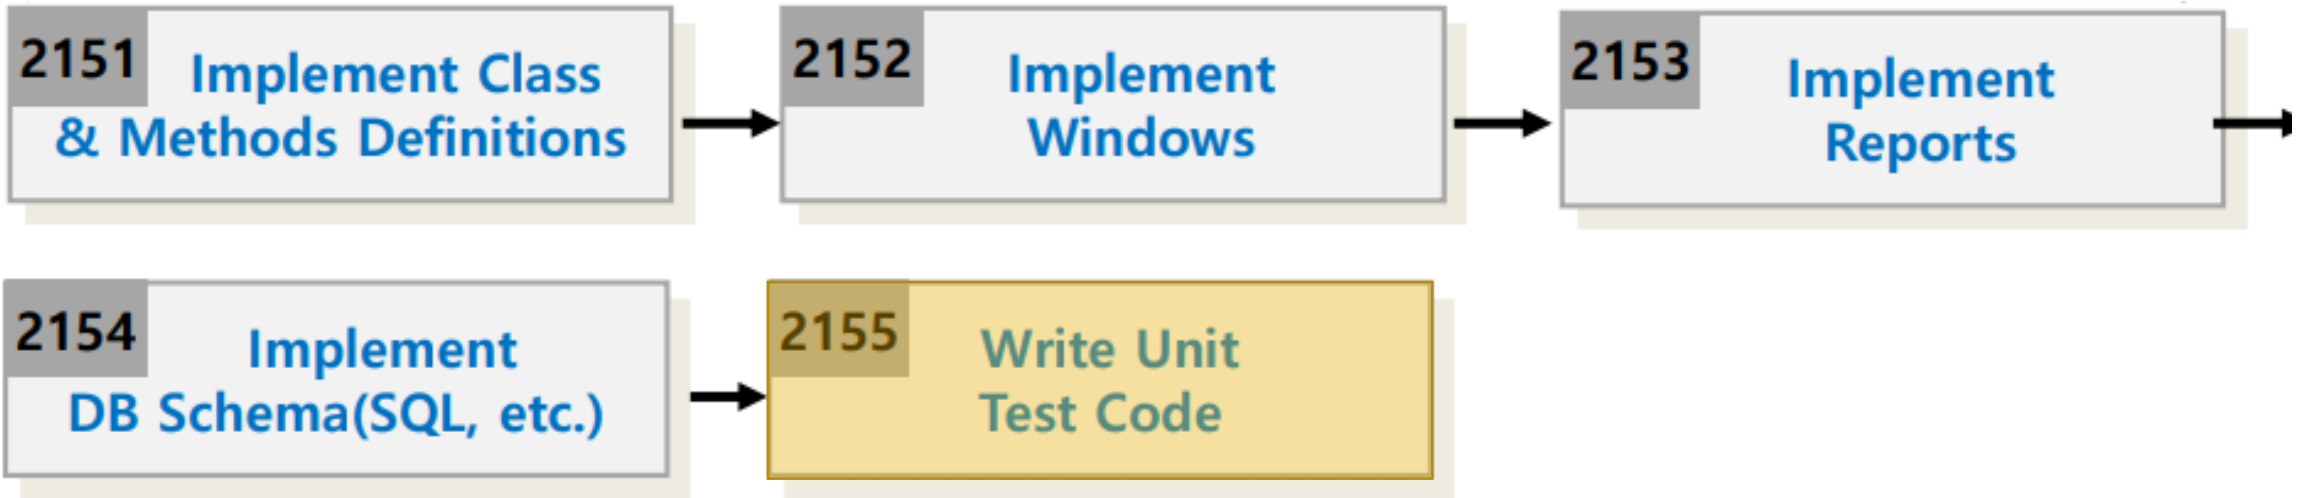 2151
Implement Class
& Methods Definitions
2152
Implement
Windows
2153
Implement
Reports
2154
Implement
DB Schema(SQL, etc.)
2155
Write Unit
Test Code